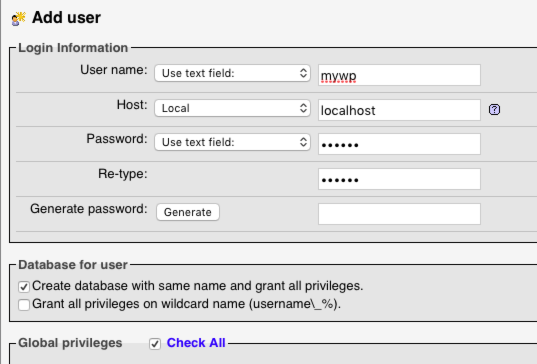 Add user
Login Information
User name: Use text field: mywp
Host: Local localhost ?
Password: Use text field: ••••••
Re-type: ••••••
Generate password: Generate
Database for user
Create database with same name and grant all privileges.
Grant all privileges on wildcard name (username\_%).
Global privileges Check All